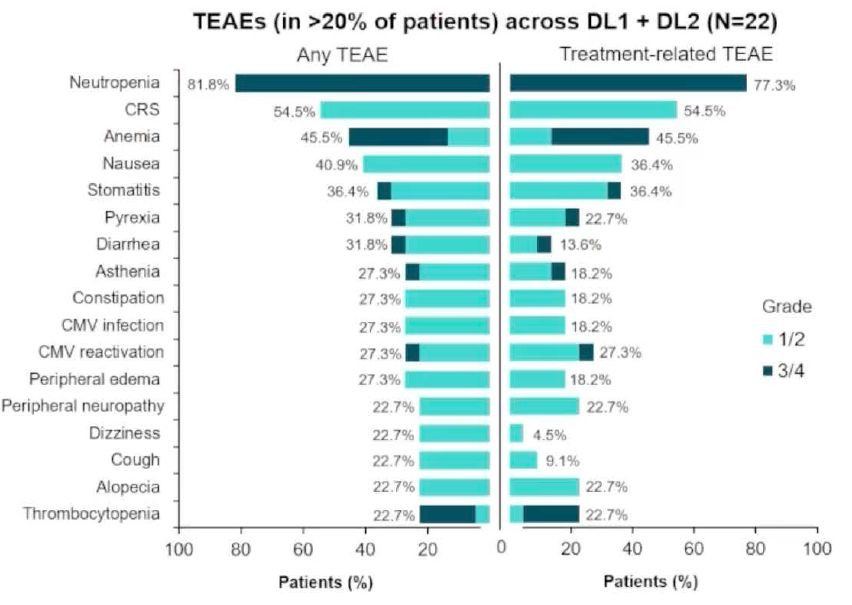 TEAEs (in >20% of patients) across DL1 + DL2 (N=22)
Any TEAE
Treatment-related TEAE
Neutropenia 81.8% 77.3%
CRS 54.5% 54.5%
Anemia 45.5% 45.5%
Nausea 40.9% 36.4%
Stomatitis 36.4% 36.4%
Pyrexia 31.8% 22.7%
Diarrhea 31.8% 13.6%
Asthenia 27.3% 18.2%
Constipation 27.3% 18.2%
CMV infection 27.3% 18.2%
CMV reactivation 27.3% 27.3%
Peripheral edema 27.3% 18.2%
Peripheral neuropathy 22.7% 22.7%
Dizziness 22.7% 4.5%
Cough 22.7% 9.1%
Alopecia 22.7% 22.7%
Thrombocytopenia 22.7% 22.7%
Grade
1/2
3/4
100 80 60 40 20 0 20 40 60 80 100
Patients (%) Patients (%)